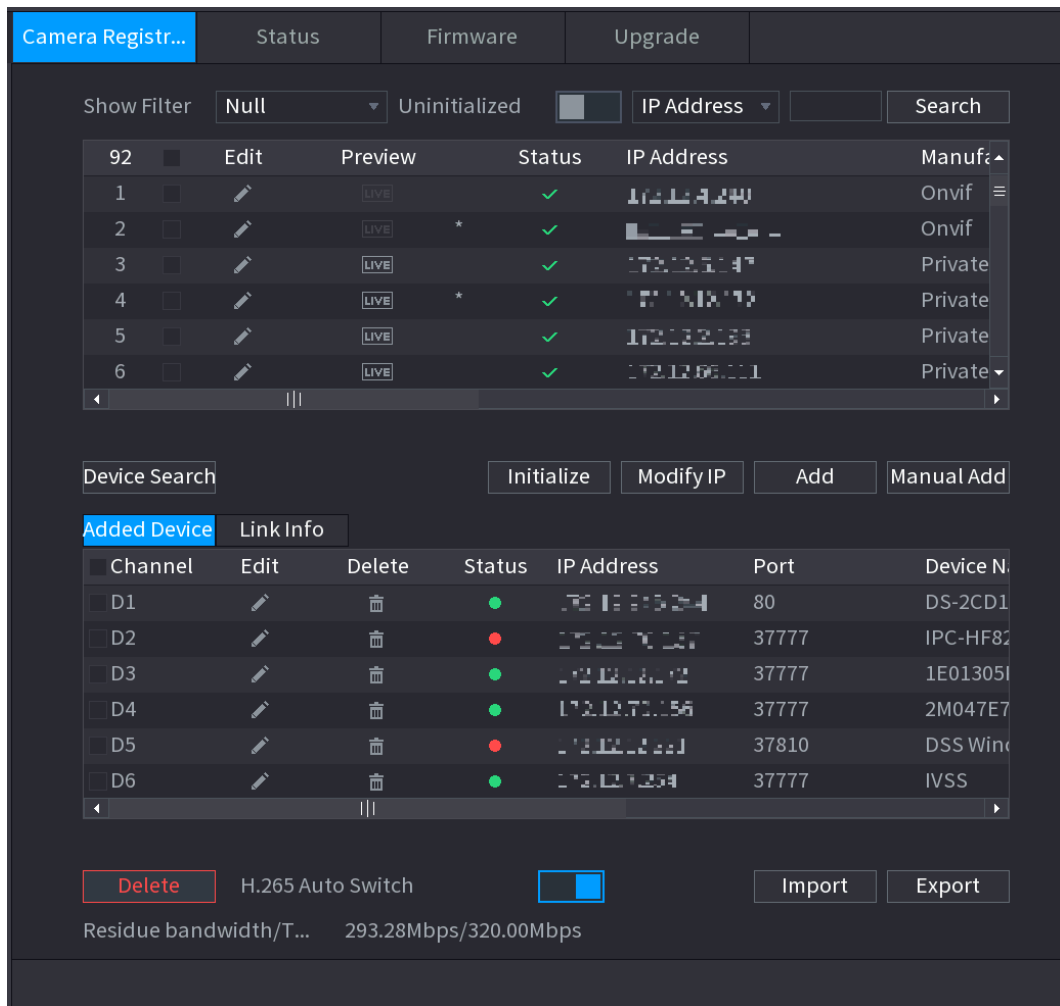 Camera Registr... Status Firmware Upgrade
Show Filter Null Uninitialized IP Address Search
92 Edit Preview Status IP Address Manufa
1 LIVE Onvif
2 LIVE * Onvif
3 LIVE Private
4 LIVE * Private
5 LIVE Private
6 LIVE Private
Device Search Initialize Modify IP Add Manual Add
Added Device Link Info
Channel Edit Delete Status IP Address Port Device Na
D1 80 DS-2CD1
D2 37777 IPC-HF82
D3 37777 1E01305
D4 37777 2M047E7
D5 37810 DSS Wind
D6 37777 IVSS
Delete H.265 Auto Switch Import Export
Residue bandwidth/T... 293.28Mbps/320.00Mbps